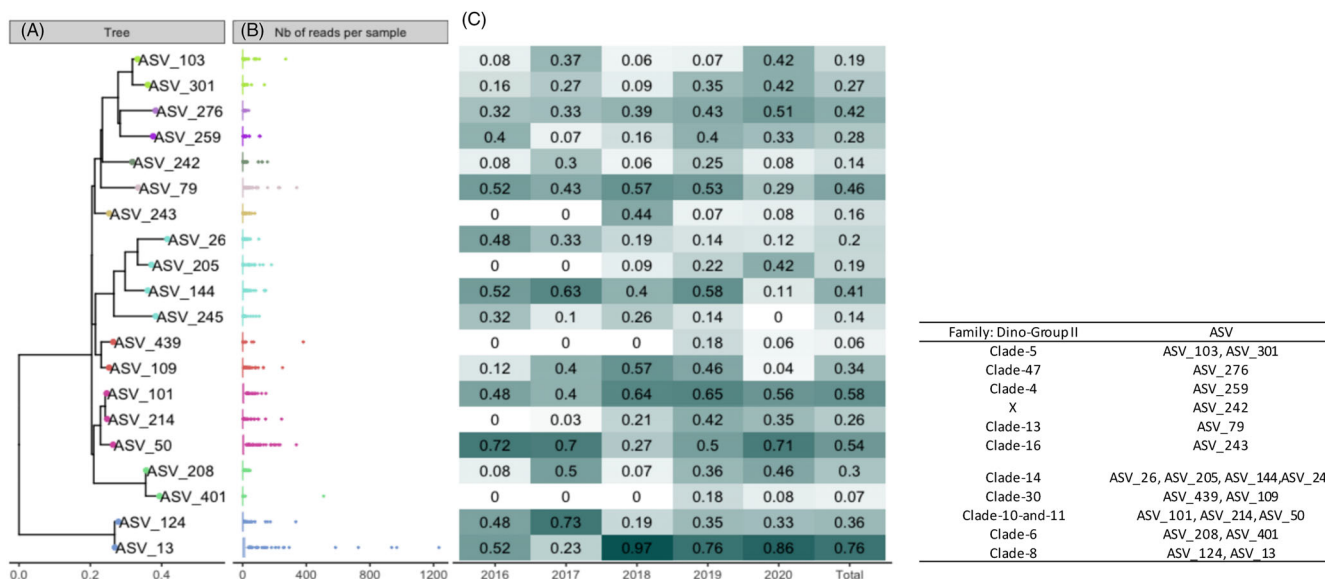 (A) (B) (C)
Tree Nb of reads per sample
ASV_103 0.08 0.37 0.06 0.07 0.42 0.19
ASV_301 0.16 0.27 0.09 0.35 0.42 0.27
ASV_276 0.32 0.33 0.39 0.43 0.51 0.42
ASV_259 0.4 0.07 0.16 0.4 0.33 0.28
ASV_242 0.08 0.3 0.06 0.25 0.08 0.14
ASV_79 0.52 0.43 0.57 0.53 0.29 0.46
ASV_243 0 0 0.44 0.07 0.08 0.16
ASV_26 0.48 0.33 0.19 0.14 0.12 0.2
ASV_205 0 0 0.09 0.22 0.42 0.19
ASV_144 0.52 0.63 0.4 0.58 0.11 0.41
ASV_245 0.32 0.1 0.26 0.14 0 0.14
ASV_439 0 0 0 0.18 0.06 0.06
ASV_109 0.12 0.4 0.57 0.46 0.04 0.34
ASV_101 0.48 0.4 0.64 0.65 0.56 0.58
ASV_214 0 0.03 0.21 0.42 0.35 0.26
ASV_50 0.72 0.7 0.27 0.5 0.71 0.54
ASV_208 0.08 0.5 0.07 0.36 0.46 0.3
ASV_401 0 0 0 0.18 0.08 0.07
ASV_124 0.48 0.73 0.19 0.35 0.33 0.36
ASV_13 0.52 0.23 0.97 0.76 0.86 0.76
0.0 0.2 0.4 0 400 800 1200 2016 2017 2018 2019 2020 Total
Family: Dino-Group II ASV
Clade-5 ASV_103, ASV_301
Clade-47 ASV_276
Clade-4 ASV_259
X ASV_242
Clade-13 ASV_79
Clade-16 ASV_243
Clade-14 ASV_26, ASV_205, ASV_144,ASV_24
Clade-30 ASV_439, ASV_109
Clade-10-and-11 ASV_101, ASV_214, ASV_50
Clade-6 ASV_208, ASV_401
Clade-8 ASV_124, ASV_13